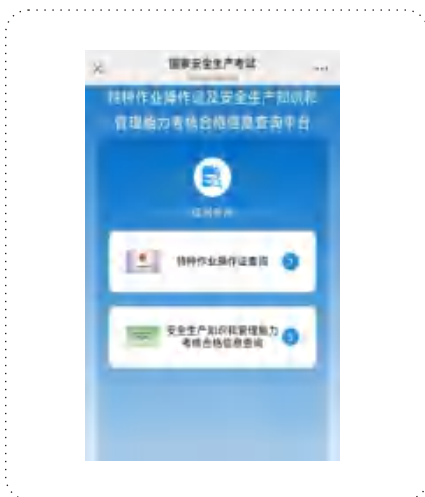 国家安全生产考试
特种作业操作证及安全生产知识和
管理能力考核合格信息查询平台
特种作业操作证查询
安全生产知识和管理能力
考核合格信息查询